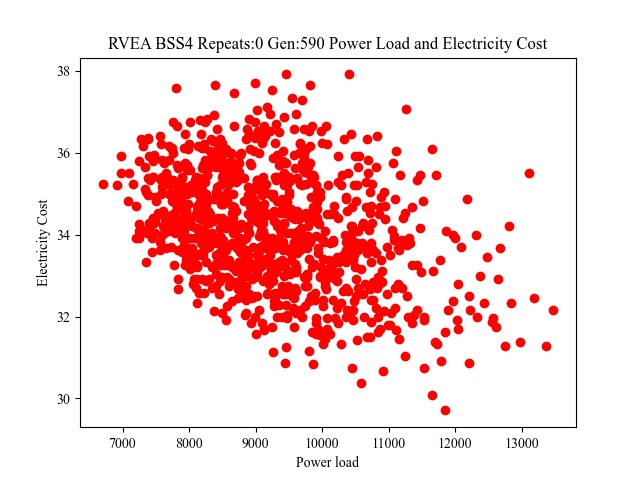 RVEA BSS4 Repeats:0 Gen:590 Power Load and Electricity Cost
38
36
34
32
30
Electricity Cost
7000 8000 9000 10000 11000 12000 13000
Power load